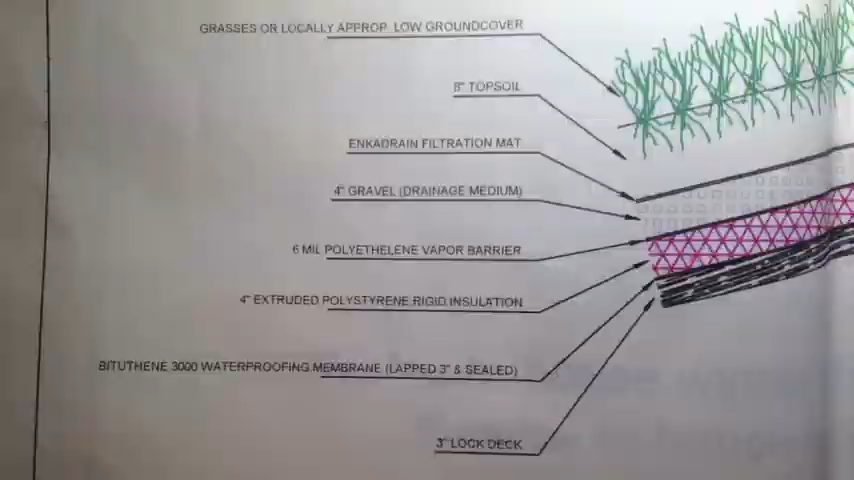 GRASSES OR LOCALLY APPROP. LOW GROUNDCOVER
8" TOPSOIL
ENKADRAIN FILTRATION MAT
4" GRAVEL (DRAINAGE MEDIUM)
6 MIL POLYETHELENE VAPOR BARRIER
4" EXTRUDED POLYSTYRENE RIGID INSULATION
BITUTHENE 3000 WATERPROOFING MEMBRANE (LAPPED 3" & SEALED)
3" LOCK DECK